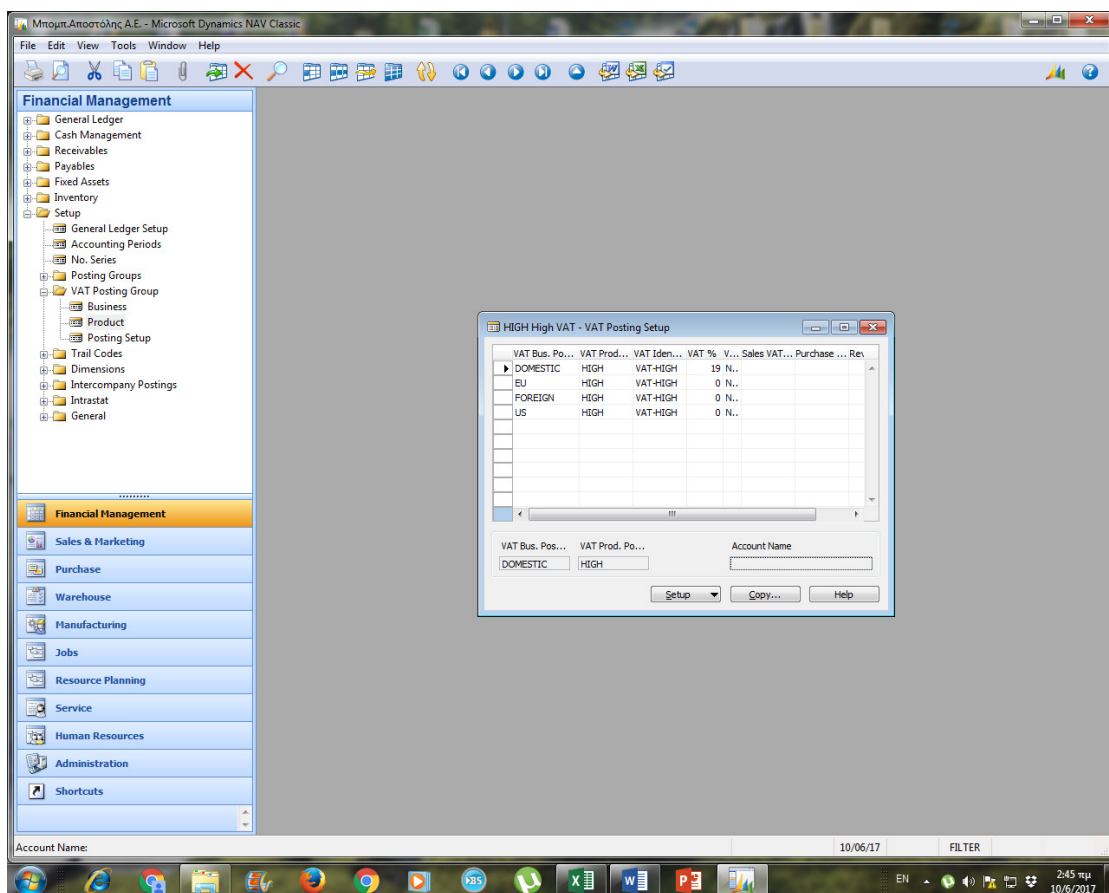 Μπομπ.Αποστόλης Α.Ε. - Microsoft Dynamics NAV Classic
File Edit View Tools Window Help
Financial Management
General Ledger
Cash Management
Receivables
Payables
Fixed Assets
Inventory
Setup
General Ledger Setup
Accounting Periods
No. Series
Posting Groups
VAT Posting Group
Business
Product
Posting Setup
Trail Codes
Dimensions
Intercompany Postings
Intrastat
General
Financial Management
Sales & Marketing
Purchase
Warehouse
Manufacturing
Jobs
Resource Planning
Service
Human Resources
Administration
Shortcuts
HIGH High VAT - VAT Posting Setup
VAT Bus. Po... VAT Prod... VAT Iden... VAT % V... Sales VAT... Purchase ... Rev
DOMESTIC HIGH VAT-HIGH 19 N..
EU HIGH VAT-HIGH 0 N..
FOREIGN HIGH VAT-HIGH 0 N..
US HIGH VAT-HIGH 0 N..
VAT Bus. Pos... VAT Prod. Po... Account Name
DOMESTIC HIGH
Setup Copy... Help
Account Name: 10/06/17 FILTER
EN 2:45 πμ
10/6/2017